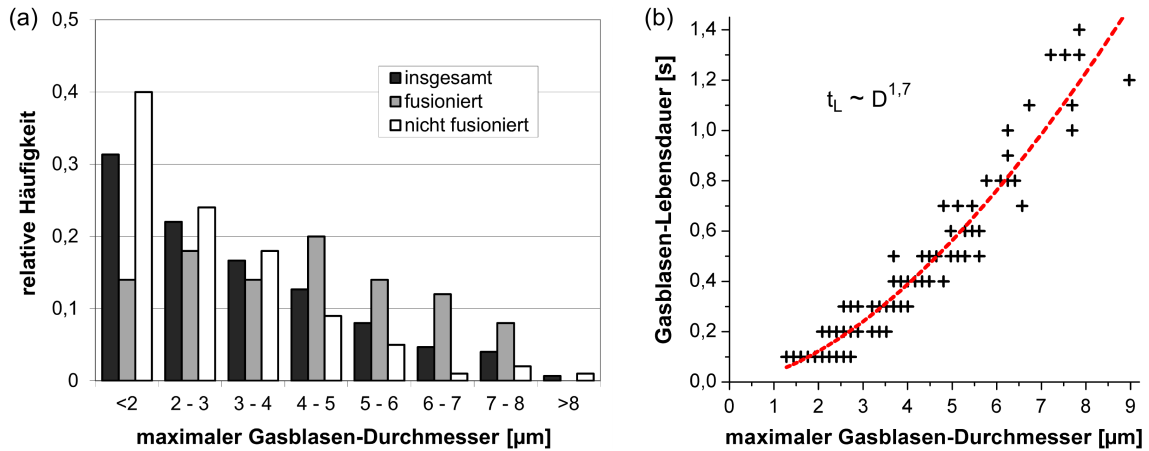 (a)
relative Häufigkeit
0,5
0,4
0,3
0,2
0,1
0
insgesamt
fusioniert
nicht fusioniert
<2 2 - 3 3 - 4 4 - 5 5 - 6 6 - 7 7 - 8 >8
maximaler Gasblasen-Durchmesser [µm]
(b)
Gasblasen-Lebensdauer [s]
1,4
1,2
1,0
0,8
0,6
0,4
0,2
0,0
t_L ~ D^1,7
0 1 2 3 4 5 6 7 8 9
maximaler Gasblasen-Durchmesser [µm]